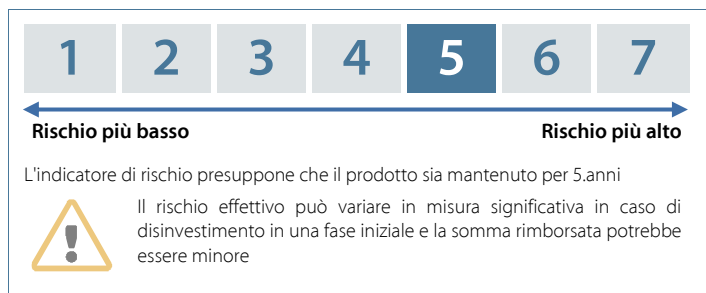 1 2 3 4 5 6 7
Rischio più basso Rischio più alto
L'indicatore di rischio presuppone che il prodotto sia mantenuto per 5.anni
Il rischio effettivo può variare in misura significativa in caso di
disinvestimento in una fase iniziale e la somma rimborsata potrebbe
essere minore